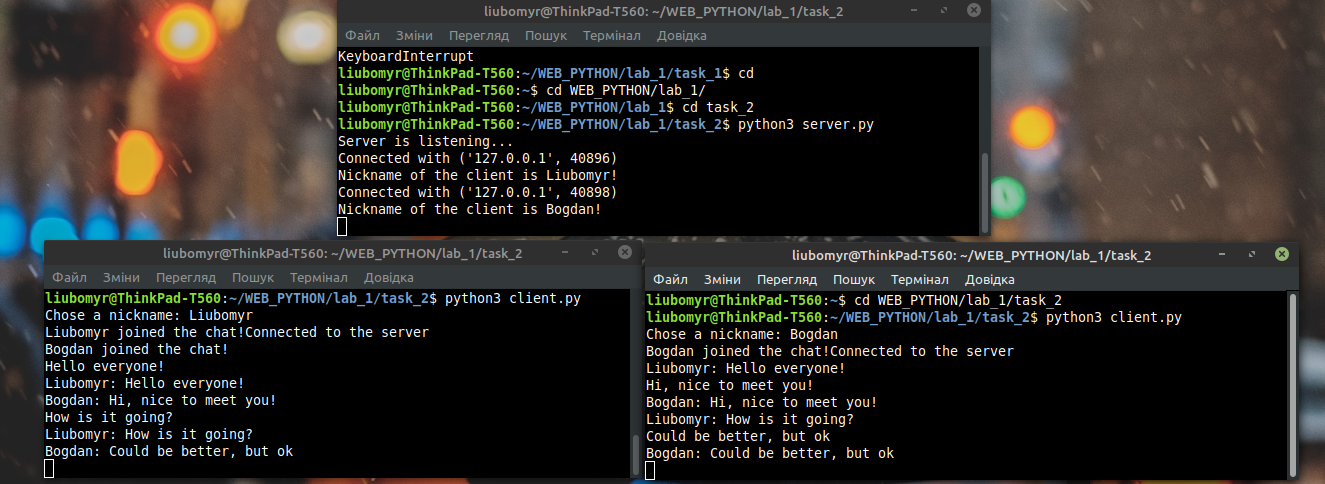 liubomyr@ThinkPad-T560: ~/WEB_PYTHON/lab_1/task_2
Файл Зміни Перегляд Пошук Термінал Довідка
KeyboardInterrupt
liubomyr@ThinkPad-T560:~/WEB_PYTHON/lab_1/task_1$ cd
liubomyr@ThinkPad-T560:~$ cd WEB_PYTHON/lab_1/
liubomyr@ThinkPad-T560:~/WEB_PYTHON/lab_1$ cd task_2
liubomyr@ThinkPad-T560:~/WEB_PYTHON/lab_1/task_2$ python3 server.py
Server is listening...
Connected with ('127.0.0.1', 40896)
Nickname of the client is Liubomyr!
Connected with ('127.0.0.1', 40898)
Nickname of the client is Bogdan!
liubomyr@ThinkPad-T560: ~/WEB_PYTHON/lab_1/task_2
Файл Зміни Перегляд Пошук Термінал Довідка
liubomyr@ThinkPad-T560:~/WEB_PYTHON/lab_1/task_2$ python3 client.py
Chose a nickname: Liubomyr
Liubomyr joined the chat!Connected to the server
Bogdan joined the chat!
Hello everyone!
Liubomyr: Hello everyone!
Bogdan: Hi, nice to meet you!
How is it going?
Liubomyr: How is it going?
Bogdan: Could be better, but ok
liubomyr@ThinkPad-T560: ~/WEB_PYTHON/lab_1/task_2
Файл Зміни Перегляд Пошук Термінал Довідка
liubomyr@ThinkPad-T560:~$ cd WEB_PYTHON/lab_1/task_2
liubomyr@ThinkPad-T560:~/WEB_PYTHON/lab_1/task_2$ python3 client.py
Chose a nickname: Bogdan
Bogdan joined the chat!Connected to the server
Liubomyr: Hello everyone!
Hi, nice to meet you!
Bogdan: Hi, nice to meet you!
Liubomyr: How is it going?
Could be better, but ok
Bogdan: Could be better, but ok